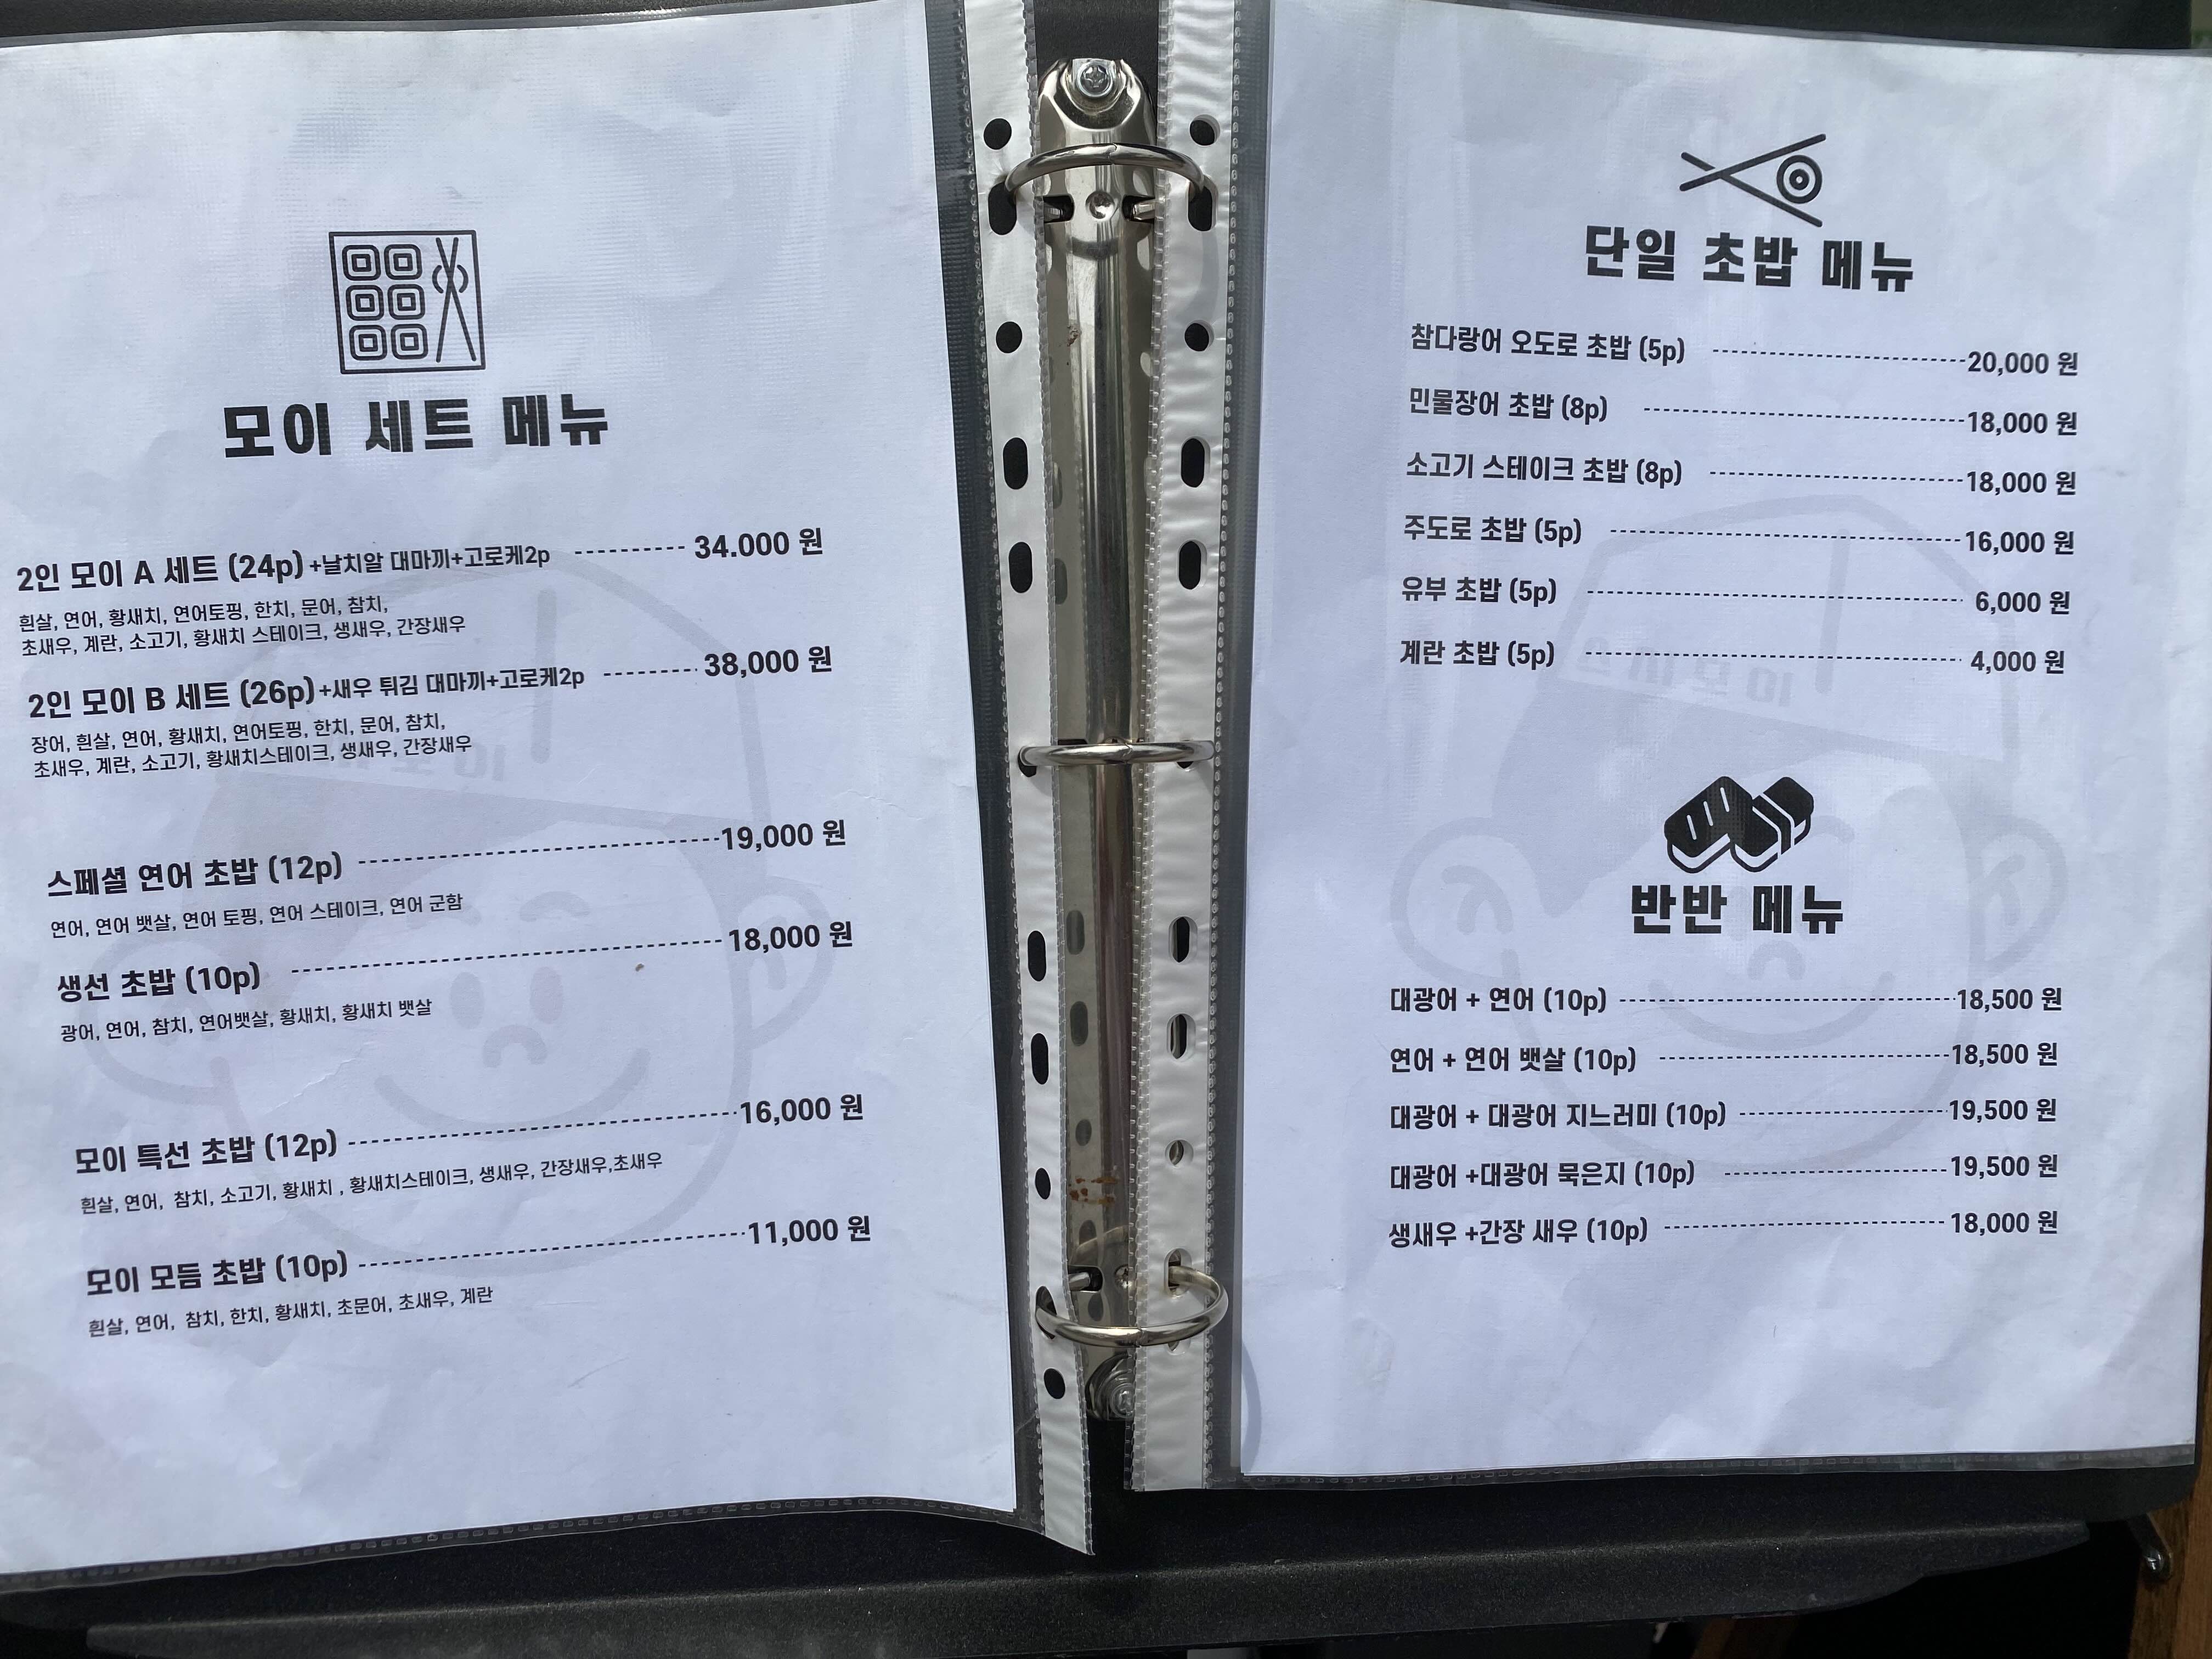 모이 세트 메뉴
2인 모이 A 세트 (24p)+날치알 대마끼+고로케2p ---------- 34.000 원
흰살, 연어, 황새치, 연어토핑, 한치, 문어, 참치,
초새우, 계란, 소고기, 황새치 스테이크, 생새우, 간장새우
2인 모이 B 세트 (26p)+새우 튀김 대마끼+고로케2p -------- 38,000 원
장어, 흰살, 연어, 황새치, 연어토핑, 한치, 문어, 참치,
초새우, 계란, 소고기, 황새치스테이크, 생새우, 간장새우
스페셜 연어 초밥 (12p) ------------------------------19,000 원
연어, 연어 뱃살, 연어 토핑, 연어 스테이크, 연어 군함
생선 초밥 (10p) ------------------------------------ 18,000 원
광어, 연어, 참치, 연어뱃살, 황새치, 황새치 뱃살
모이 특선 초밥 (12p) --------------------------------16,000 원
흰살, 연어, 참치, 소고기, 황새치 , 황새치스테이크, 생새우, 간장새우,초새우
모이 모듬 초밥 (10p) --------------------------------11,000 원
흰살, 연어, 참치, 한치, 황새치, 초문어, 초새우, 계란
단일 초밥 메뉴
참다랑어 오도로 초밥 (5p) ----------------------20,000 원
민물장어 초밥 (8p) ----------------------------18,000 원
소고기 스테이크 초밥 (8p) ----------------------18,000 원
주도로 초밥 (5p) ------------------------------16,000 원
유부 초밥 (5p) -------------------------------- 6,000 원
계란 초밥 (5p) -------------------------------- 4,000 원
스시모이
반반 메뉴
대광어 + 연어 (10p) ----------------------------18,500 원
연어 + 연어 뱃살 (10p) -------------------------18,500 원
대광어 + 대광어 지느러미 (10p) ------------------19,500 원
대광어 +대광어 묵은지 (10p) -------------------- 19,500 원
생새우 +간장 새우 (10p) ------------------------ 18,000 원